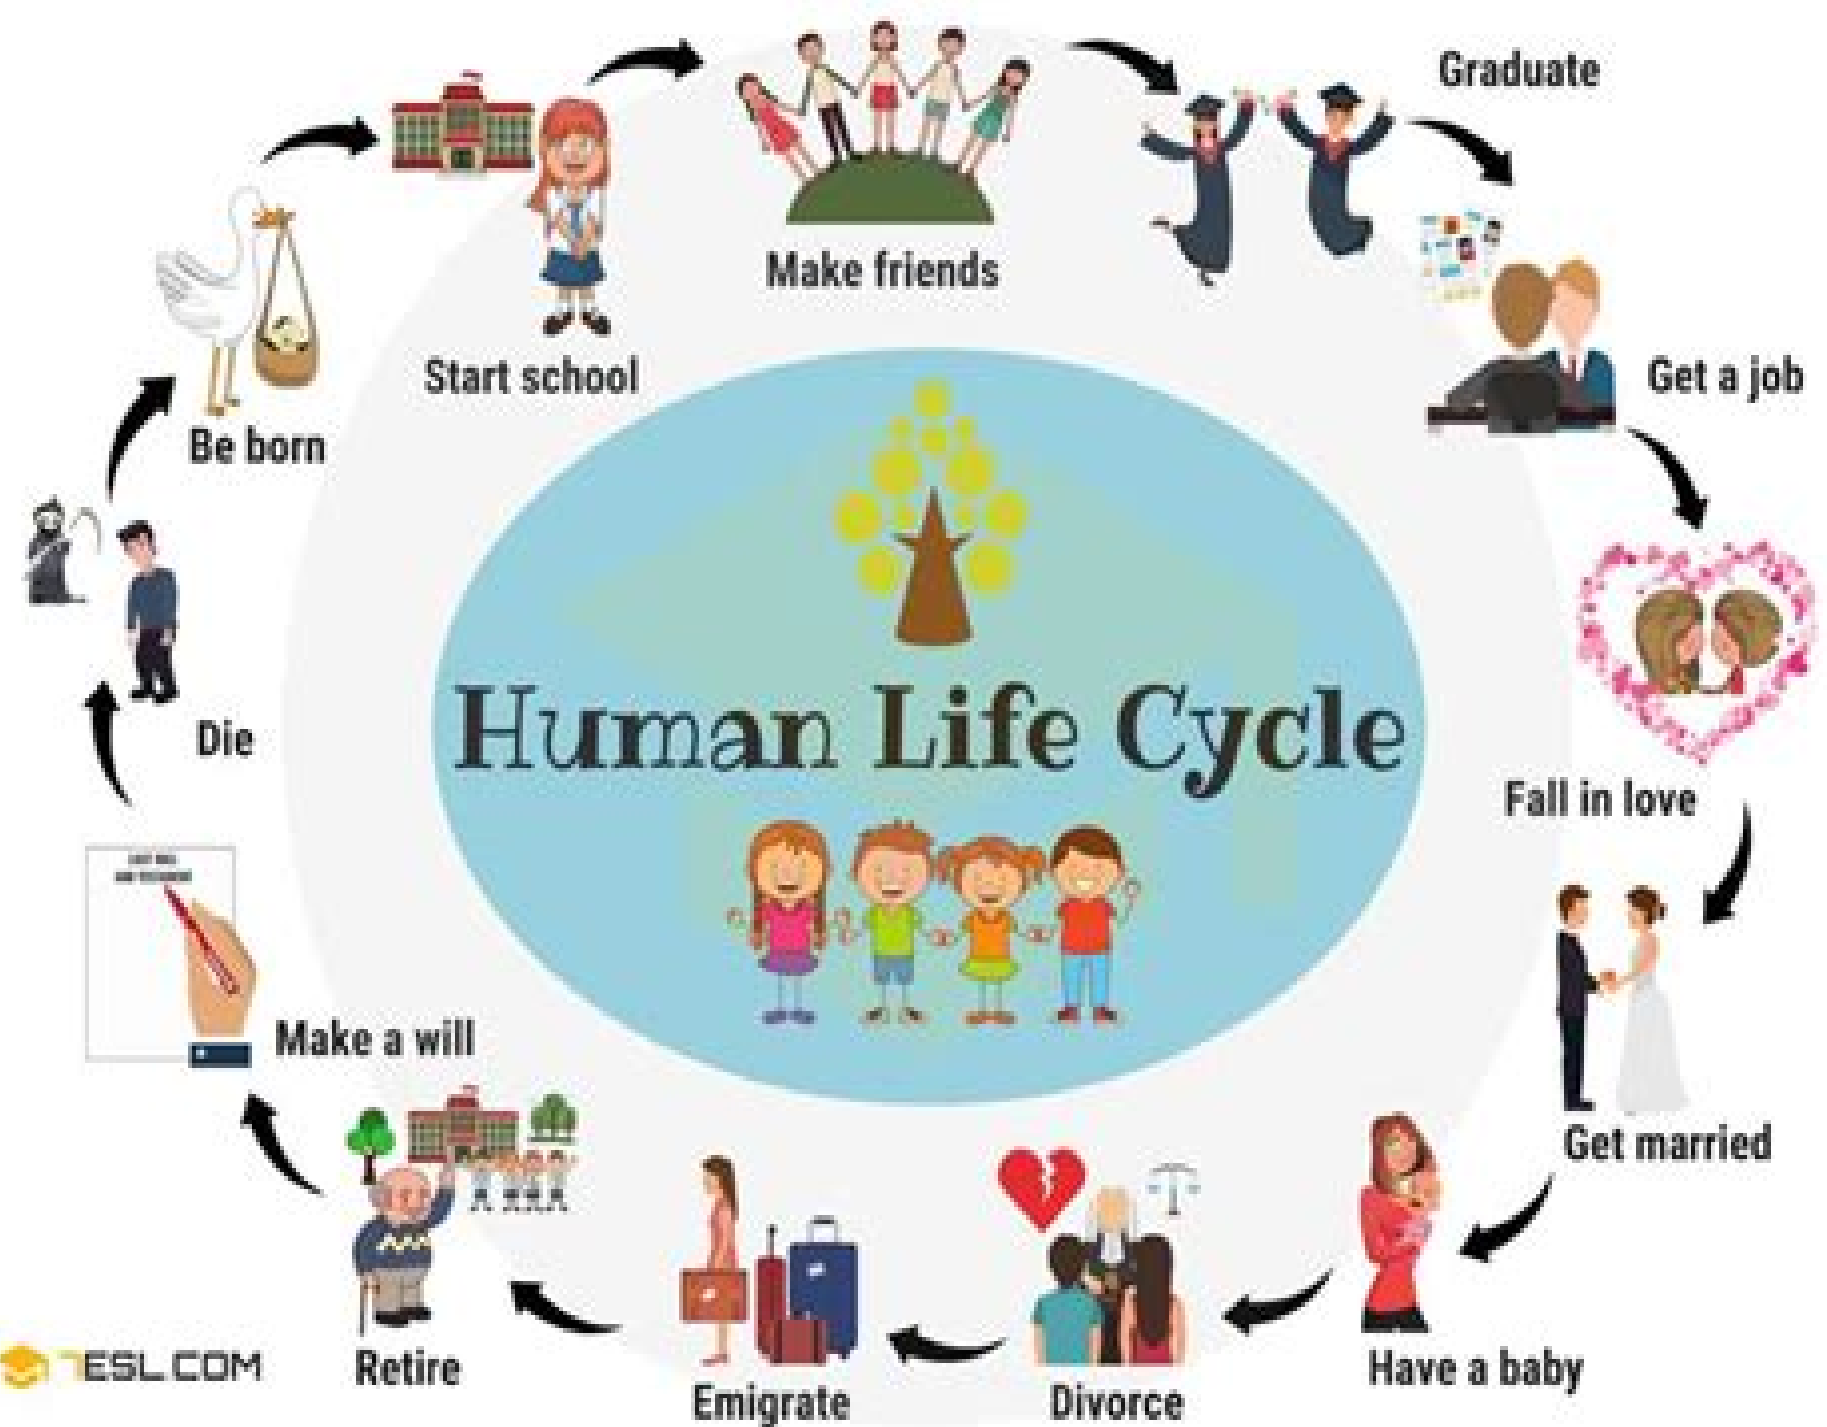 Graduate
Make friends
Start school
Get a job
Be born
Human Life Cycle
Die
Fall in love
Make a will
Get married
Retire
Emigrate
Divorce
Have a baby
7ESL.COM